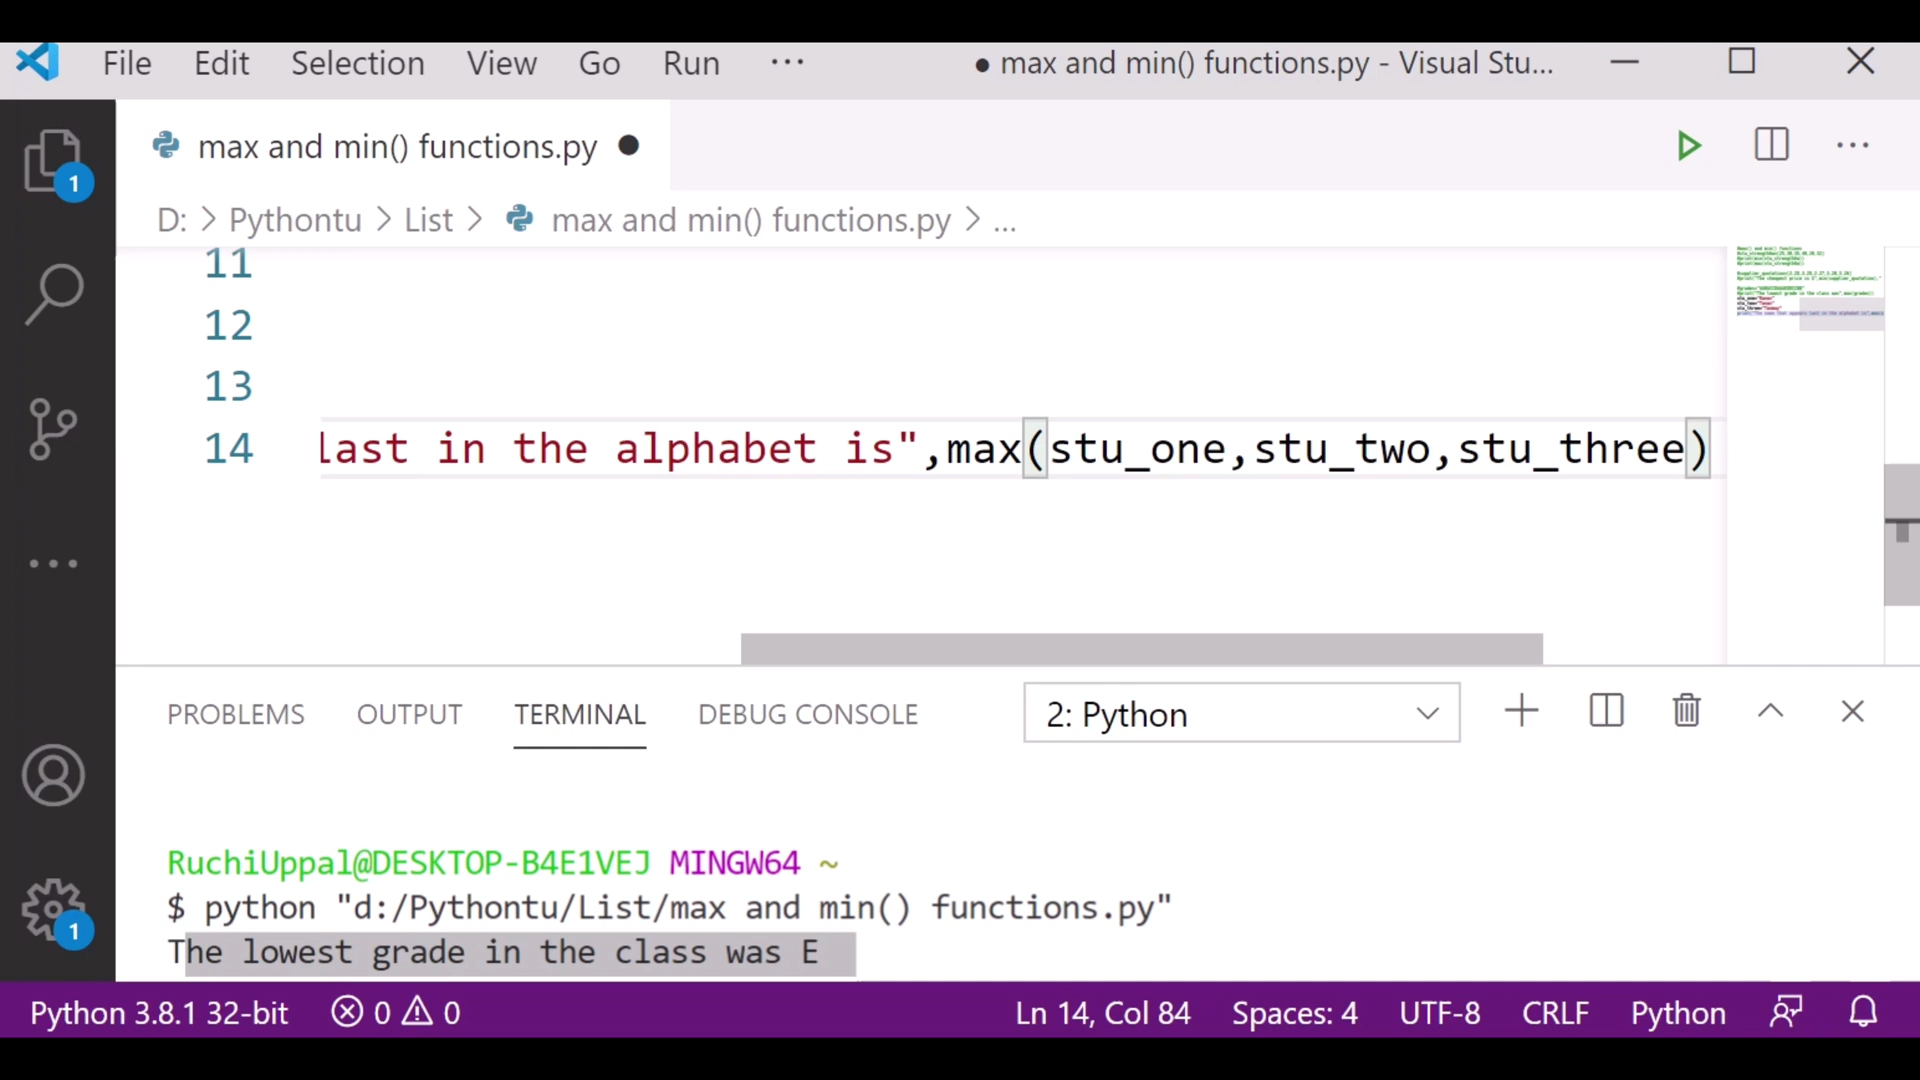 File Edit Selection View Go Run ··· ● max and min() functions.py - Visual Stu...
max and min() functions.py ●
1
D: > Pythontu > List > max and min() functions.py > ...
11
12
13
14 last in the alphabet is",max(stu_one,stu_two,stu_three)
PROBLEMS OUTPUT TERMINAL DEBUG CONSOLE 2: Python
RuchiUppal@DESKTOP-B4E1VEJ MINGW64 ~
$ python "d:/Pythontu/List/max and min() functions.py"
1
The lowest grade in the class was E
Python 3.8.1 32-bit 0 0 Ln 14, Col 84 Spaces: 4 UTF-8 CRLF Python